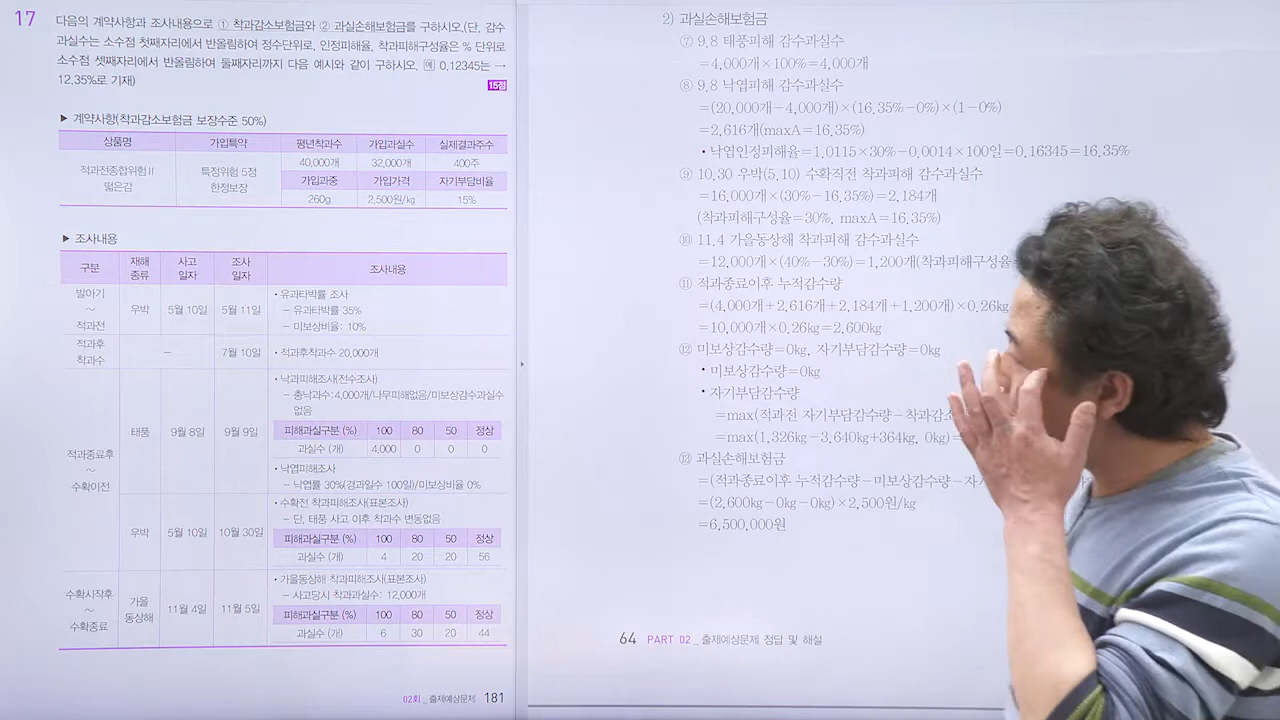 17
다음의 계약사항과 조사내용으로 ① 착과감소보험금과 ② 과실손해보험금을 구하시오.(단, 감수
과실수는 소수점 첫째자리에서 반올림하여 정수단위로, 인정피해율, 착과피해구성율은 % 단위로
소수점 셋째자리에서 반올림하여 둘째자리까지 다음 예시와 같이 구하시오. 예 0.12345는 →
12.35%로 기재)
15점
▶ 계약사항(착과감소보험금 보장수준 50%)
상품명 가입특약 평년착과수 가입과실수 실제결과주수
적과전종합위험Ⅱ 떫은감 특정위험 5종 한정보장 40,000개 32,000개 400주
가입과중 가입가격 자기부담비율
260g 2,500원/kg 15%
▶ 조사내용
구분 재해종류 사고일자 조사일자 조사내용
발아기 ~ 적과전 우박 5월 10일 5월 11일 • 유과타박률 조사
– 유과타박률 35%
– 미보상비율: 10%
적과후 착과수 – 7월 10일 • 적과후착과수 20,000개
적과종료후 ~ 수확이전 태풍 9월 8일 9월 9일 • 낙과피해조사(전수조사)
– 총낙과수: 4,000개/나무피해없음/미보상감수과실수
없음
피해과실구분 (%) 100 80 50 정상
과실수 (개) 4,000 0 0 0
• 낙엽피해조사
– 낙엽률 30%(경과일수 100일)/미보상비율 0%
우박 5월 10일 10월 30일 • 수확전 착과피해조사(표본조사)
– 단, 태풍 사고 이후 착과수 변동없음
피해과실구분 (%) 100 80 50 정상
과실수 (개) 4 20 20 56
수확시작후 ~ 수확종료 가을동상해 11월 4일 11월 5일 • 가을동상해 착과피해조사(표본조사)
– 사고당시 착과과실수: 12,000개
피해과실구분 (%) 100 80 50 정상
과실수 (개) 6 30 20 44
02회 _ 출제예상문제 181
2) 과실손해보험금
⑦ 9.8 태풍피해 감수과실수
=4,000개×100%=4,000개
⑧ 9.8 낙엽피해 감수과실수
=(20,000개−4,000개)×(16.35%−0%)×(1−0%)
=2,616개(maxA=16.35%)
• 낙엽인정피해율=1.0115×30%−0.0014×100일=0.16345=16.35%
⑨ 10.30 우박(5.10) 수확직전 착과피해 감수과실수
=16,000개×(30%−16.35%)=2,184개
(착과피해구성율=30%, maxA=16.35%)
⑩ 11.4 가을동상해 착과피해 감수과실수
=12,000개×(40%−30%)=1,200개(착과피해구성율=
⑪ 적과종료이후 누적감수량
=(4,000개+2,616개+2,184개+1,200개)×0.26kg
=10,000개×0.26kg=2,600kg
⑫ 미보상감수량=0kg, 자기부담감수량=0kg
• 미보상감수량=0kg
• 자기부담감수량
=max(적과전 자기부담감수량−착과감소
=max(1,326kg−3,640kg+364kg, 0kg)=
⑬ 과실손해보험금
=(적과종료이후 누적감수량−미보상감수량−자기
=(2,600kg−0kg−0kg)×2,500원/kg
=6,500,000원
64 PART 02 _ 출제예상문제 정답 및 해설